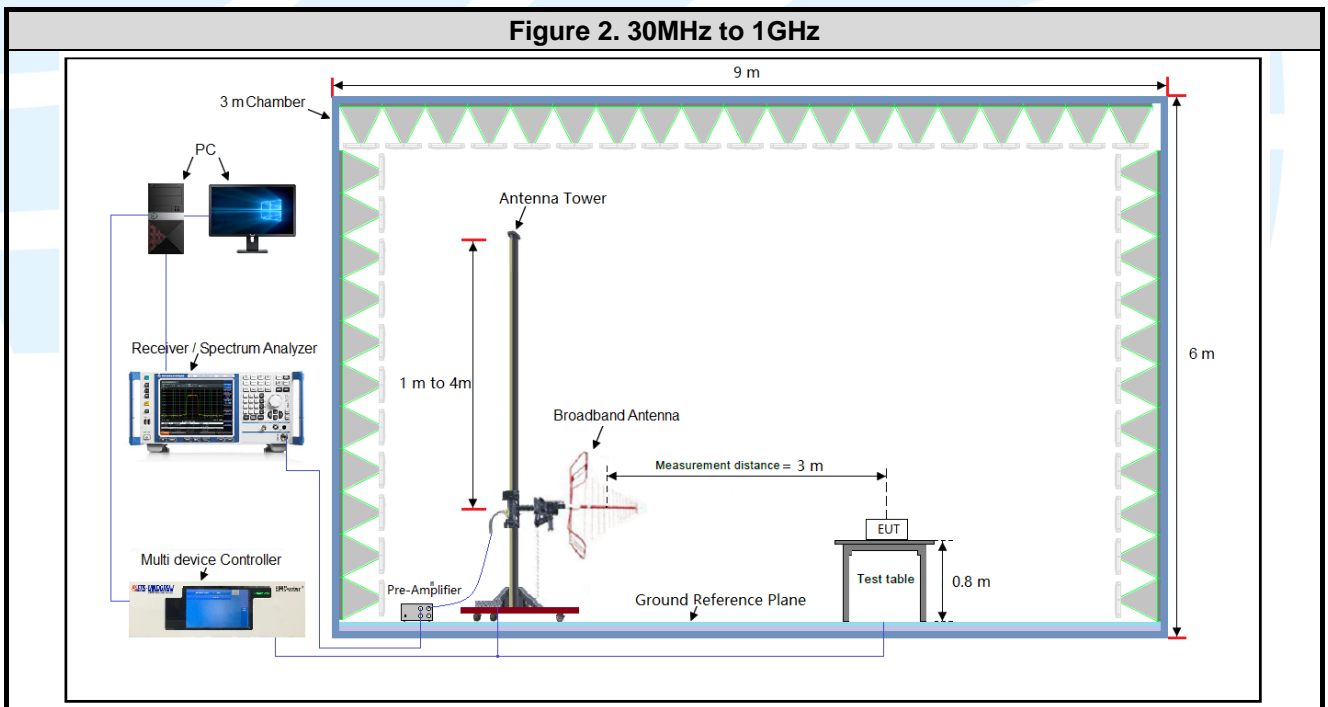 Figure 2. 30MHz to 1GHz
9 m
3 m Chamber
PC
Antenna Tower
Receiver / Spectrum Analyzer
1 m to 4m
6 m
Broadband Antenna
Measurement distance = 3 m
EUT
Multi device Controller
Pre-Amplifier
Test table
0.8 m
Ground Reference Plane